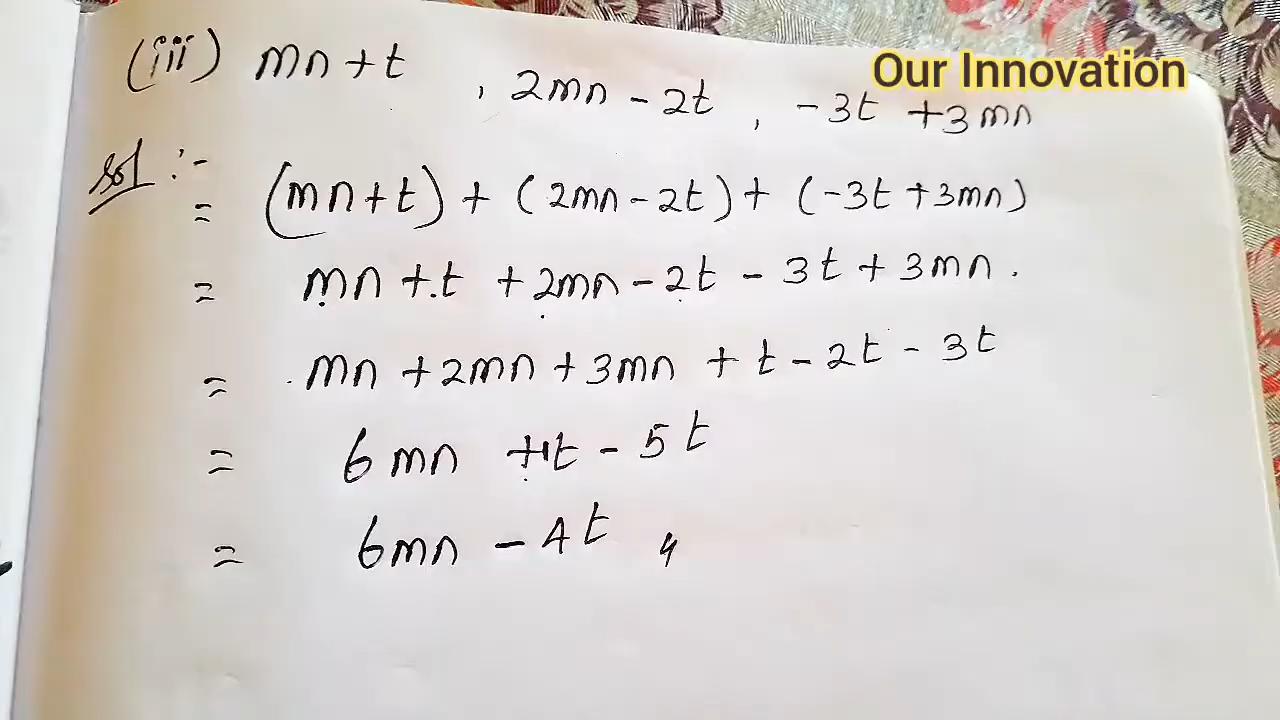 (iii) mn + t , 2mn - 2t , -3t + 3mn
Our Innovation
Sol :-
= (mn + t) + (2mn - 2t) + (-3t + 3mn)
= mn + t + 2mn - 2t - 3t + 3mn .
= mn + 2mn + 3mn + t - 2t - 3t
= 6mn + 1t - 5t
= 6mn - 4t //